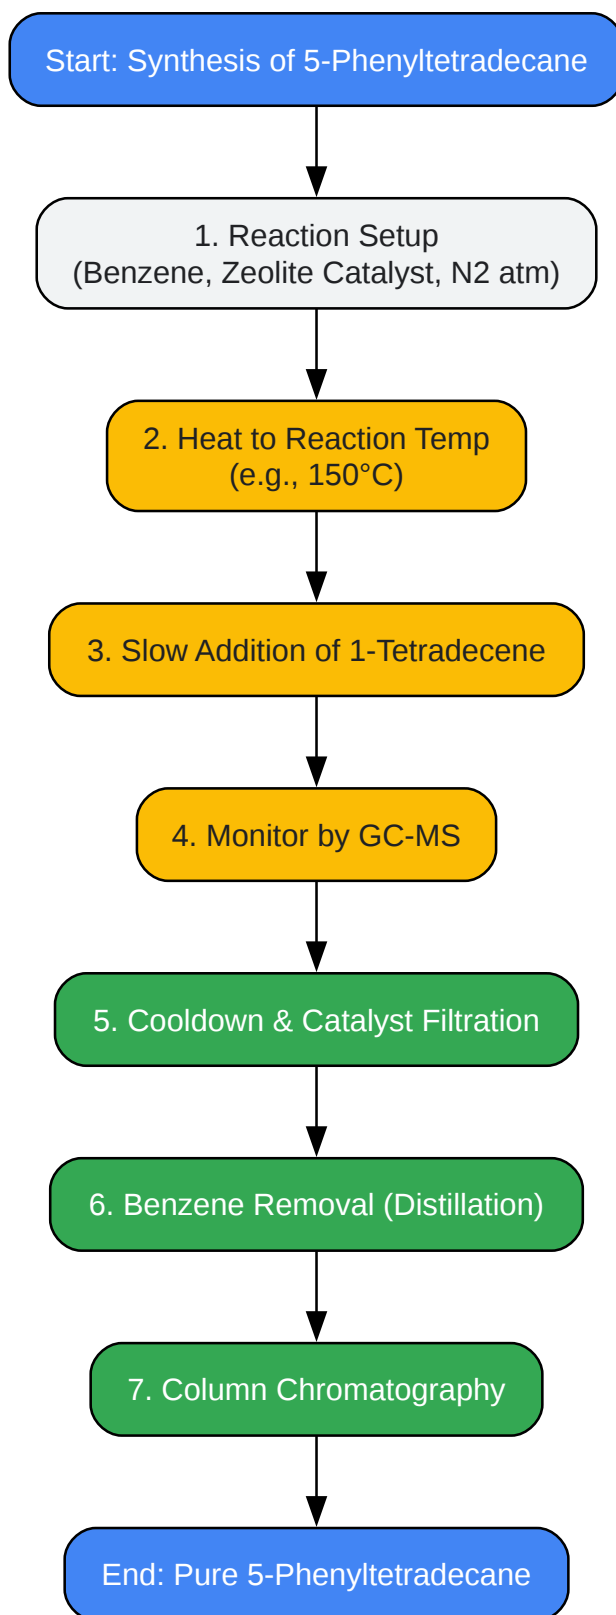 Start: Synthesis of 5-Phenyltetradecane
1. Reaction Setup
(Benzene, Zeolite Catalyst, N2 atm)
2. Heat to Reaction Temp
(e.g., 150°C)
3. Slow Addition of 1-Tetradecene
4. Monitor by GC-MS
5. Cooldown & Catalyst Filtration
6. Benzene Removal (Distillation)
7. Column Chromatography
End: Pure 5-Phenyltetradecane